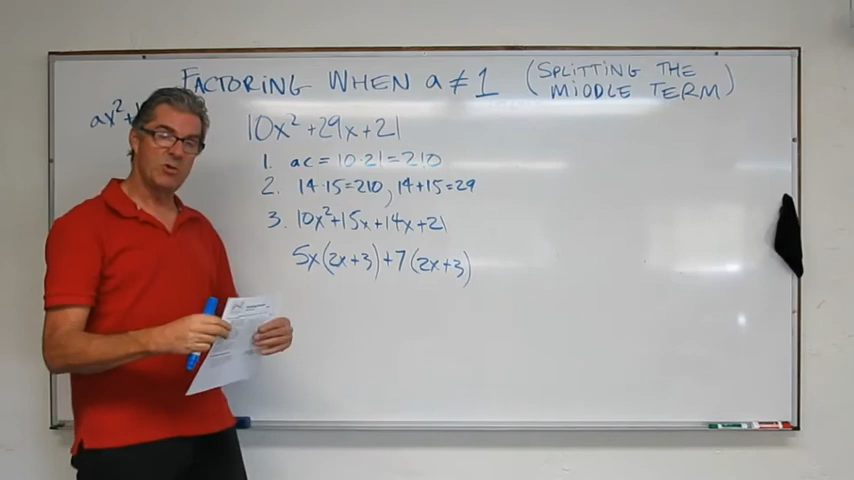 FACTORING WHEN a ≠ 1 (SPLITTING THE MIDDLE TERM)
ax²+
10x² +29x+21
1. ac = 10·21 = 210
2. 14·15=210, 14+15=29
3. 10x²+15x+14x+21
5x(2x+3)+7(2x+3)